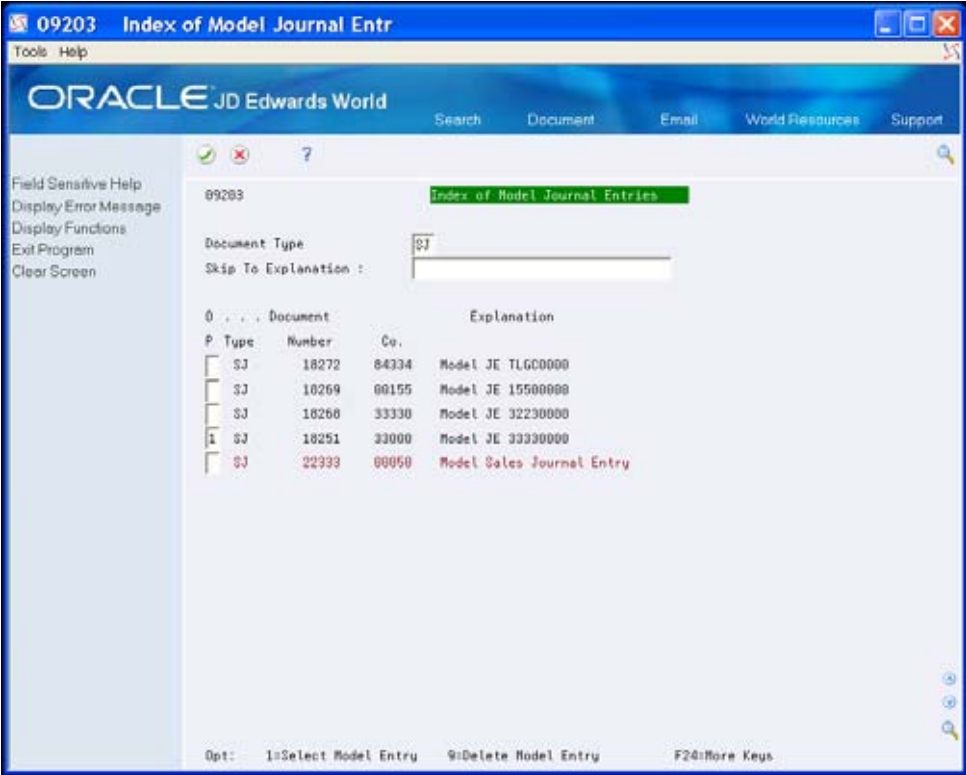 09203 Index of Model Journal Entr
Tools Help
ORACLE JD Edwards World
Search Document Email World Resources Support
?
Field Sensitive Help
Display Error Message
Display Functions
Exit Program
Clear Screen
09203 Index of Model Journal Entries
Document Type SJ
Skip To Explanation :
O . . . Document Explanation
P Type Number Co.
SJ 18272 84334 Model JE TLGC0000
SJ 18269 00155 Model JE 15500000
SJ 18268 33330 Model JE 32230000
1 SJ 18251 33000 Model JE 33330000
SJ 22333 00050 Model Sales Journal Entry
Opt: 1=Select Model Entry 9=Delete Model Entry F24=More Keys